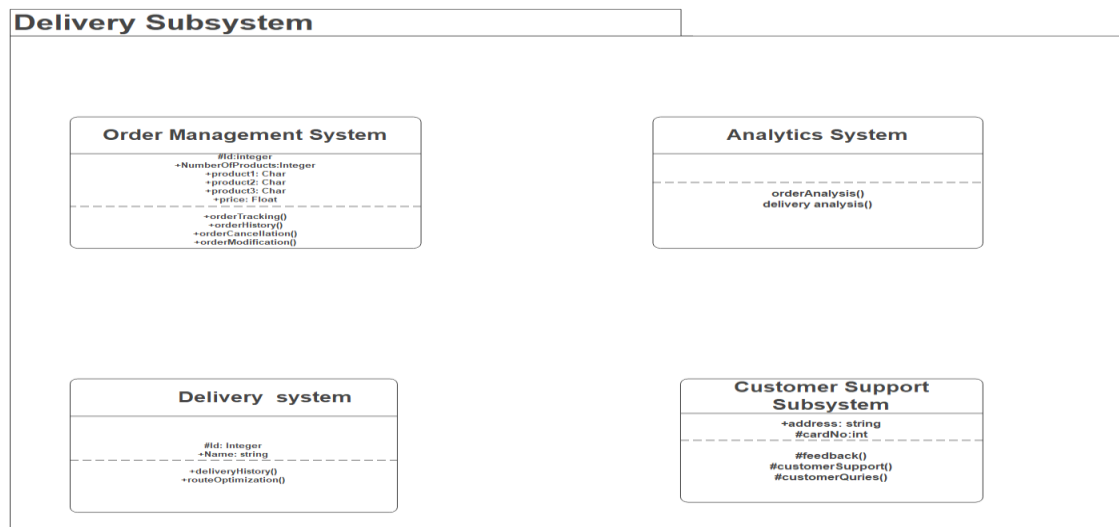 Delivery Subsystem
Order Management System
#Id:integer
+NumberOfProducts:Integer
+product1: Char
+product2: Char
+product3: Char
+price: Float
+orderTracking()
+orderHistory()
+orderCancellation()
+orderModification()
Analytics System
orderAnalysis()
delivery analysis()
Delivery system
#Id: Integer
+Name: string
+deliveryHistory()
+routeOptimization()
Customer Support
Subsystem
+address: string
#cardNo:int
#feedback()
#customerSupport()
#customerQuries()